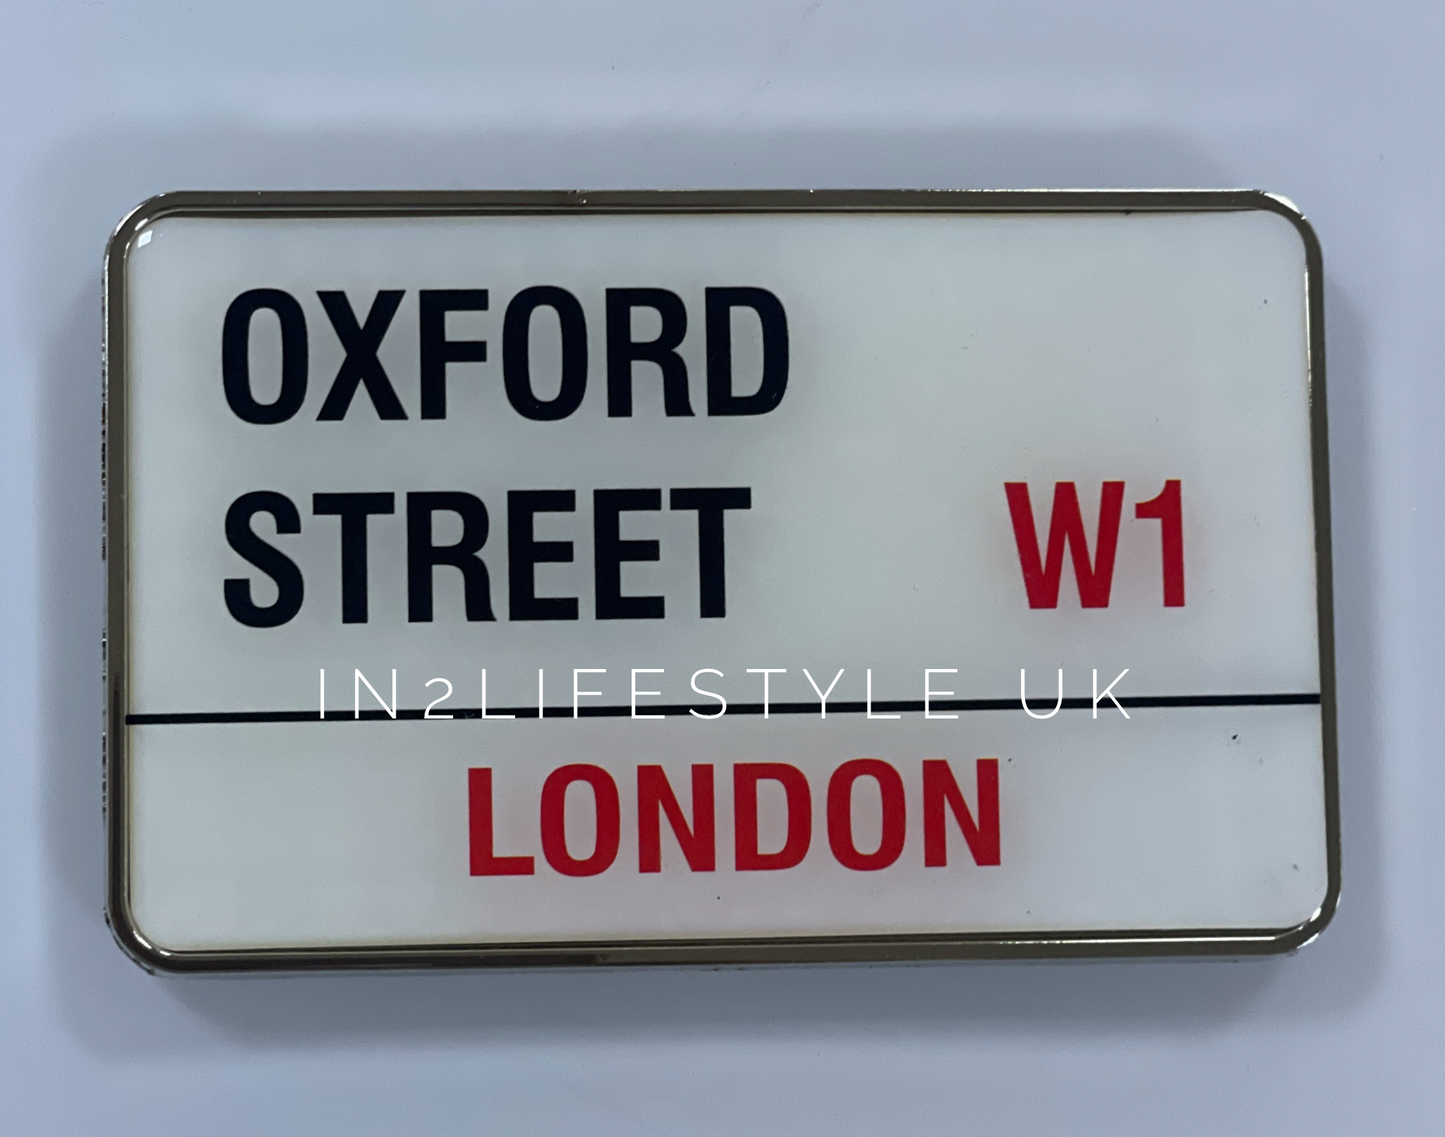 OXFORD
STREET W1
IN2LIFESTYLE UK
LONDON